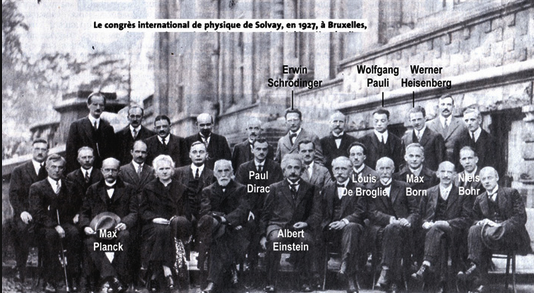 Le congrès international de physique de Solvay, en 1927, à Bruxelles,
Erwin
Schrödinger
Wolfgang
Pauli
Werner
Heisenberg
Paul
Dirac
Louis
De Broglie
Max
Born
Niels
Bohr
Max
Planck
Albert
Einstein